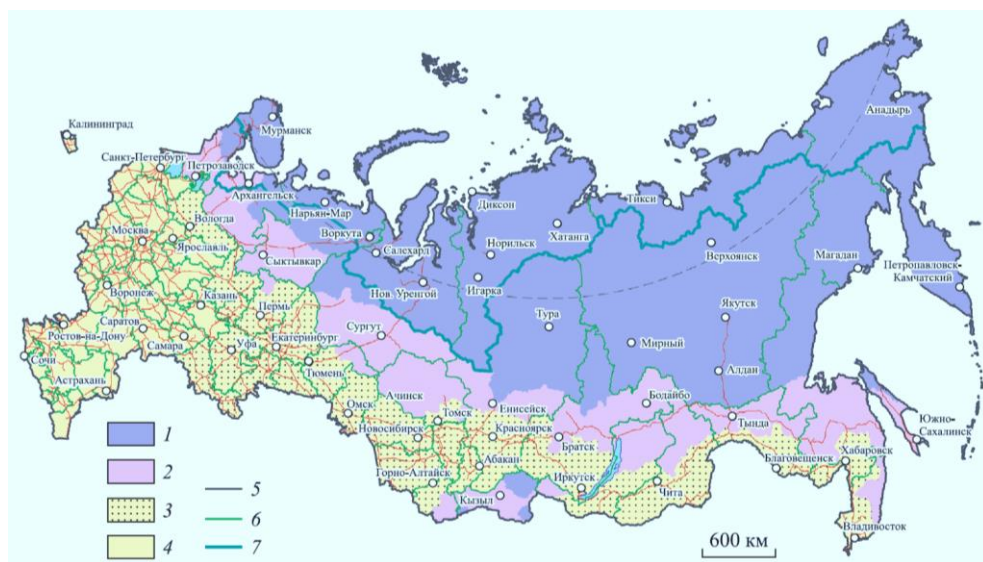 Калининград
Мурманск
Анадырь
Санкт-Петербург
Петрозаводск
Архангельск
Нарьян-Мар
Диксон
Тикси
Вологда
Воркута
Хатанга
Москва
Ярославль
Салехард
Норильск
Верхоянск
Магадан
Сыктывкар
Петропавловск-
Камчатский
Воронеж
Казань
Пермь
Нов. Уренгой
Игарка
Якутск
Саратов
Сургут
Тура
Ростов-на-Дону
Самара
Уфа
Екатеринбург
Мирный
Сочи
Тюмень
Алдан
Астрахань
Ачинск
Енисейск
Бодайбо
Омск
Томск
Тында
Южно-
Сахалинск
Новосибирск
Красноярск
Братск
Хабаровск
Абакан
Благовещенск
Горно-Алтайск
Иркутск
Чита
Кызыл
Владивосток
1
2
3
4
5
6
7
600 км